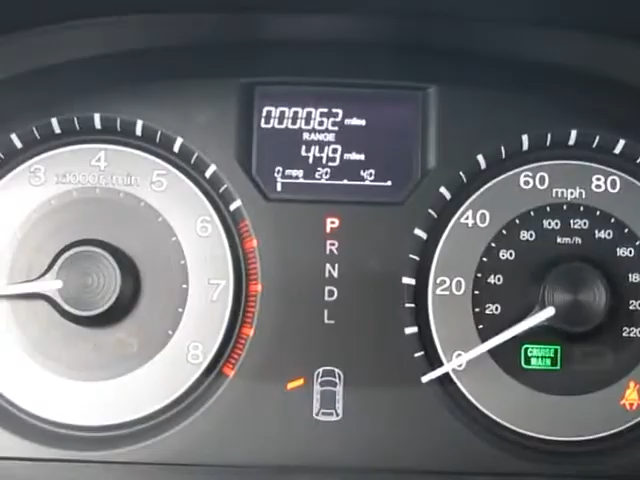 000062 miles
RANGE
449 miles
0 mpg 20 40
3 4 5 6 7 8
x1000r/min
P
R
N
D
L
0 20 40 60 80
mph
20 40 60 80 100 120 140 160
km/h
220
CRUISE
MAIN